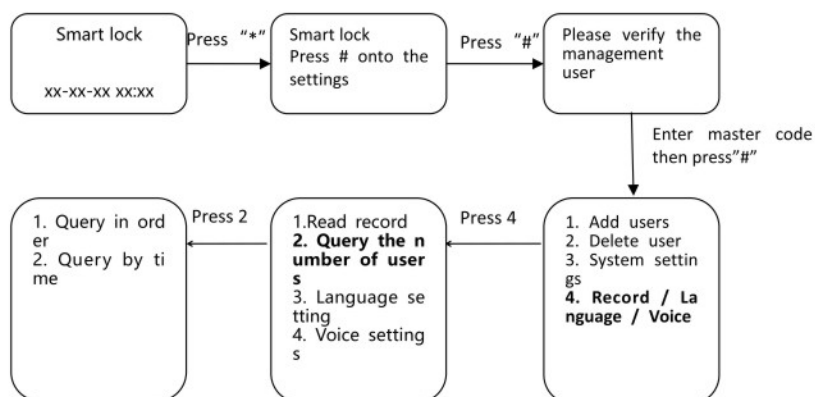 Smart lock
xx-xx-xx xx:xx
Press “*”
Smart lock
Press # onto the
settings
Press “#”
Please verify the
management
user
Enter master code
then press”#”
1. Add users
2. Delete user
3. System settin
gs
4. Record / La
nguage / Voice
Press 4
1.Read record
2. Query the n
umber of user
s
3. Language se
tting
4. Voice setting
s
Press 2
1. Query in ord
er
2. Query by ti
me